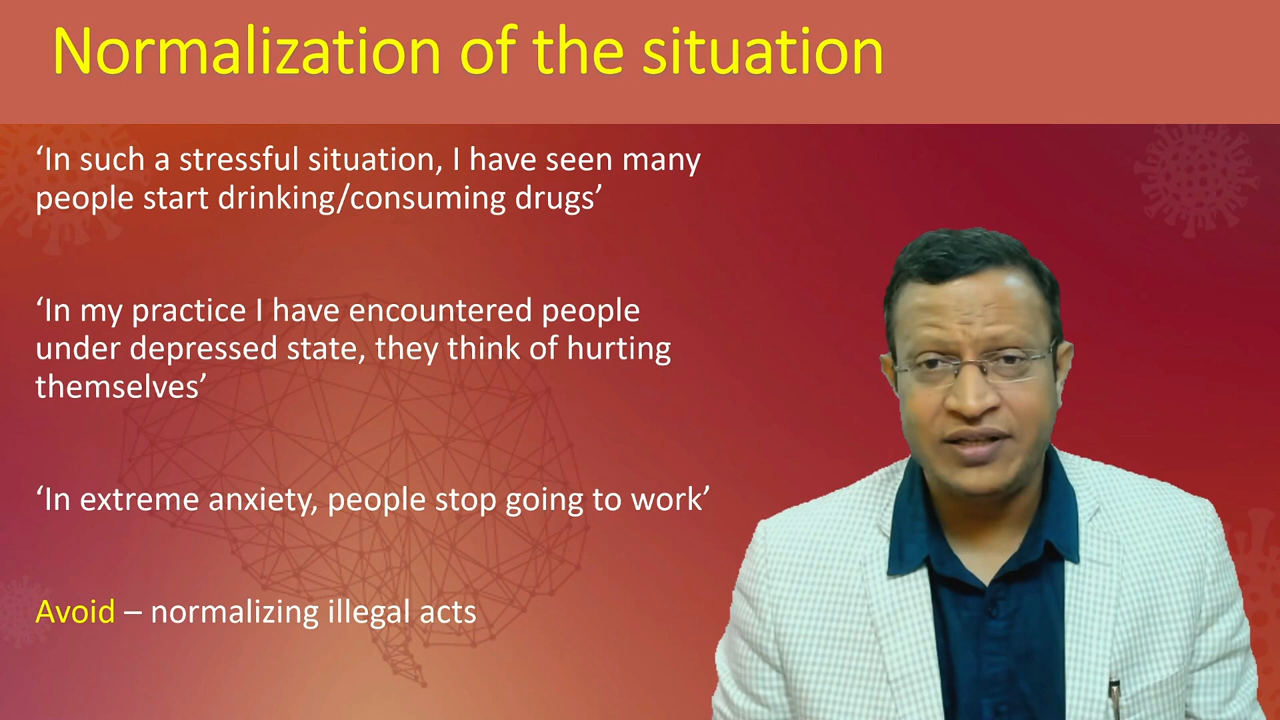 Normalization of the situation
‘In such a stressful situation, I have seen many
people start drinking/consuming drugs’
‘In my practice I have encountered people
under depressed state, they think of hurting
themselves’
‘In extreme anxiety, people stop going to work’
Avoid – normalizing illegal acts